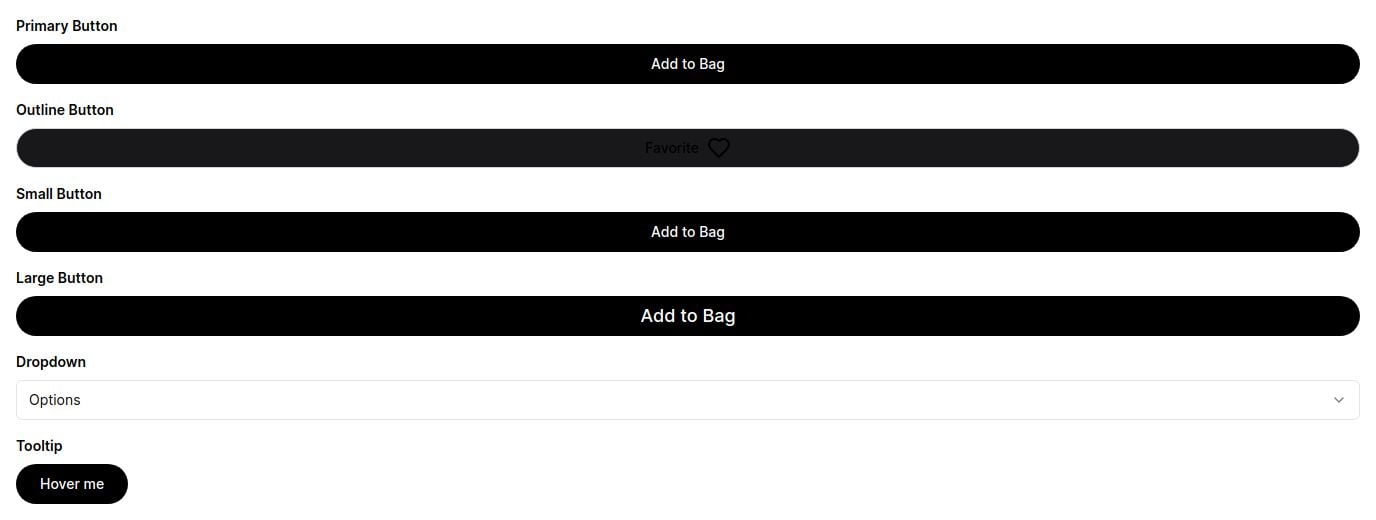 Primary Button
Add to Bag
Outline Button
Favorite
Small Button
Add to Bag
Large Button
Add to Bag
Dropdown
Options
Tooltip
Hover me